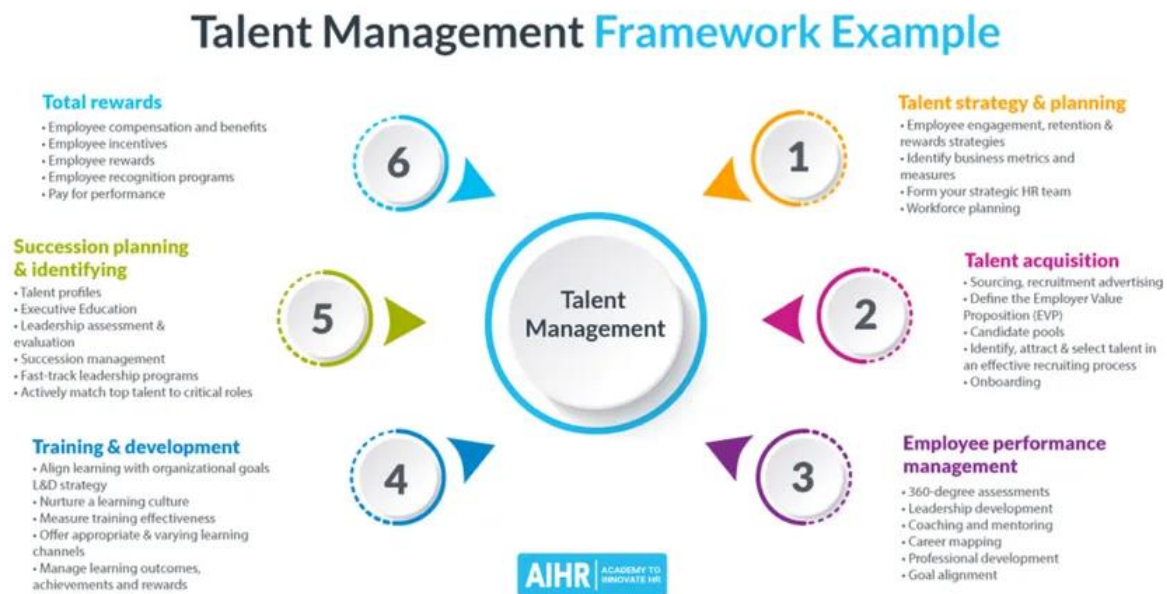 Talent Management Framework Example
Total rewards
• Employee compensation and benefits
• Employee incentives
• Employee rewards
• Employee recognition programs
• Pay for performance
6
1
Talent strategy & planning
• Employee engagement, retention &
rewards strategies
• Identify business metrics and
measures
• Form your strategic HR team
• Workforce planning
Succession planning
& identifying
• Talent profiles
• Executive Education
• Leadership assessment &
evaluation
• Succession management
• Fast-track leadership programs
• Actively match top talent to critical roles
5
Talent
Management
2
Talent acquisition
• Sourcing, recruitment advertising
• Define the Employer Value
Proposition (EVP)
• Candidate pools
• Identify, attract & select talent in
an effective recruiting process
• Onboarding
Training & development
• Align learning with organizational goals
L&D strategy
• Nurture a learning culture
• Measure training effectiveness
• Offer appropriate & varying learning
channels
• Manage learning outcomes,
achievements and rewards
4
3
Employee performance
management
• 360-degree assessments
• Leadership development
• Coaching and mentoring
• Career mapping
• Professional development
• Goal alignment
AIHR
ACADEMY TO
INNOVATE HR